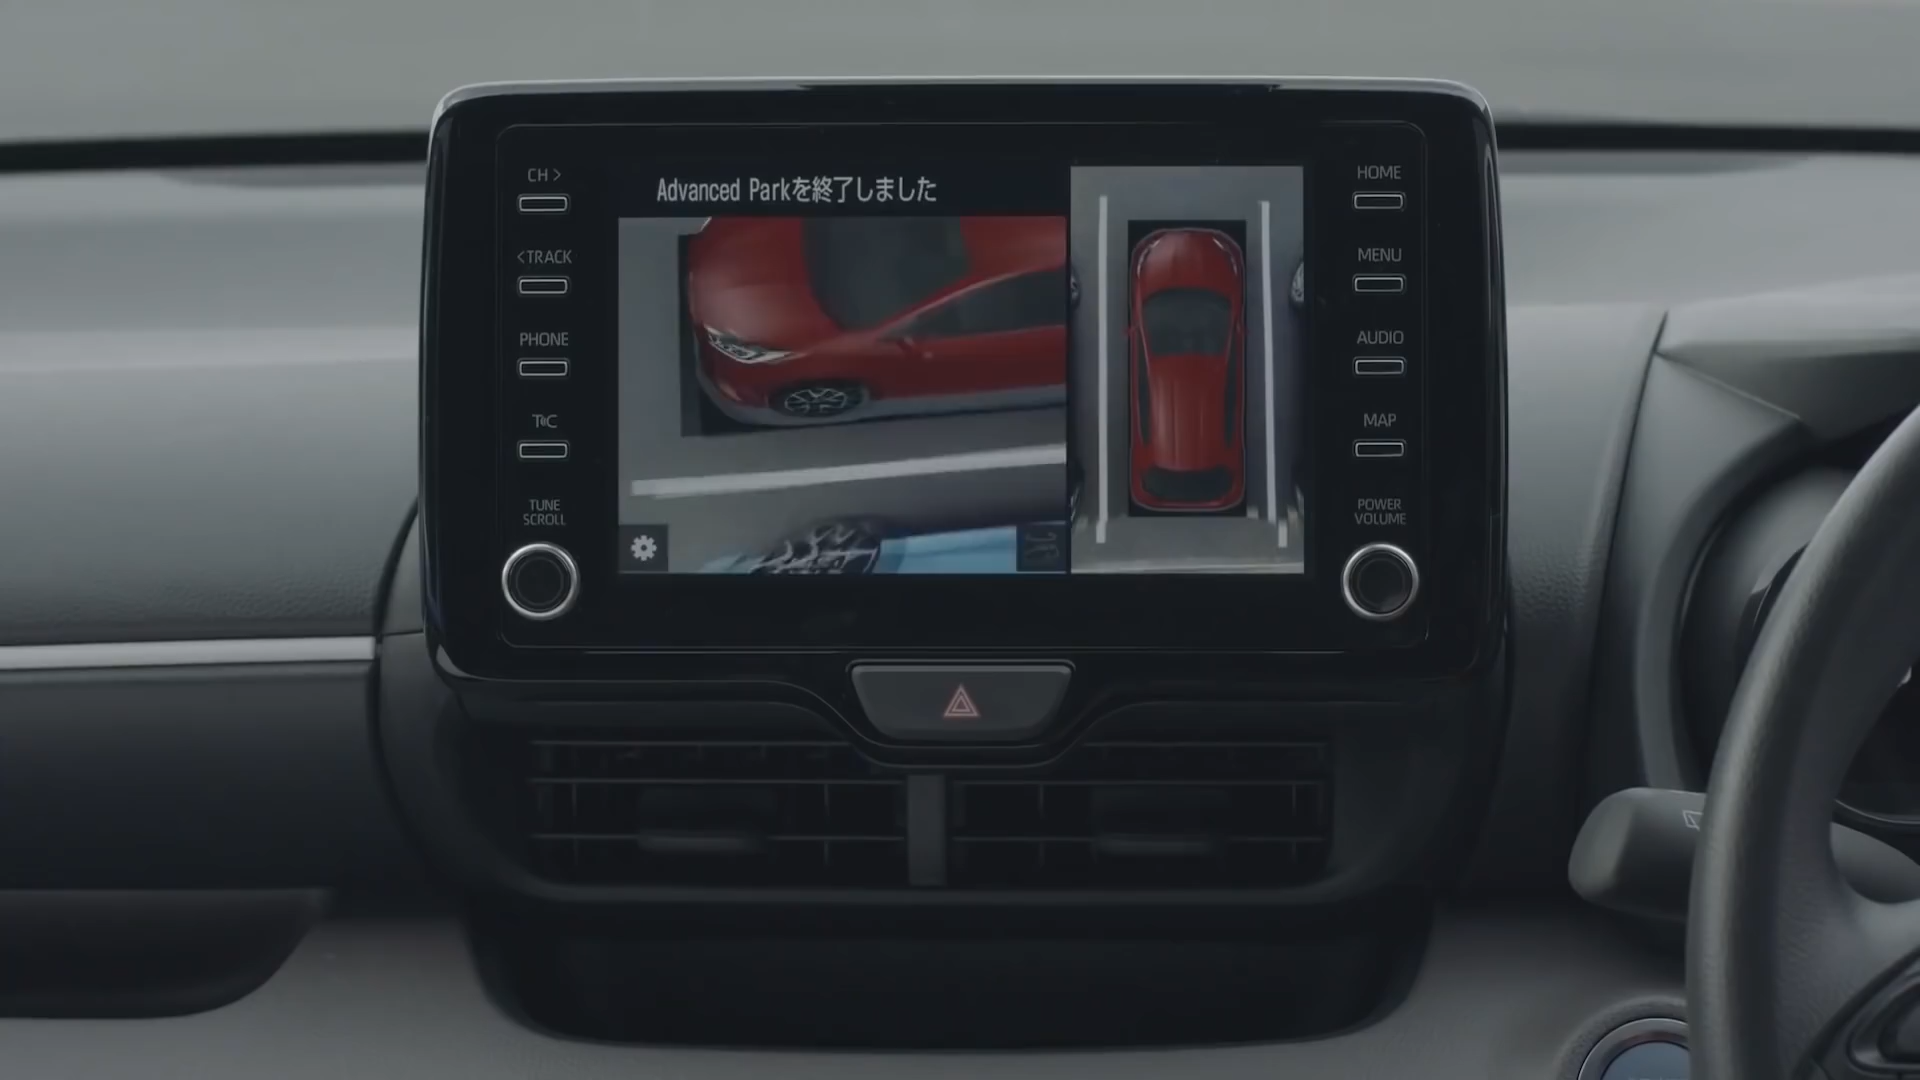 CH >
<TRACK
PHONE
T|C
TUNE
SCROLL
Advanced Parkを終了しました
HOME
MENU
AUDIO
MAP
POWER
VOLUME